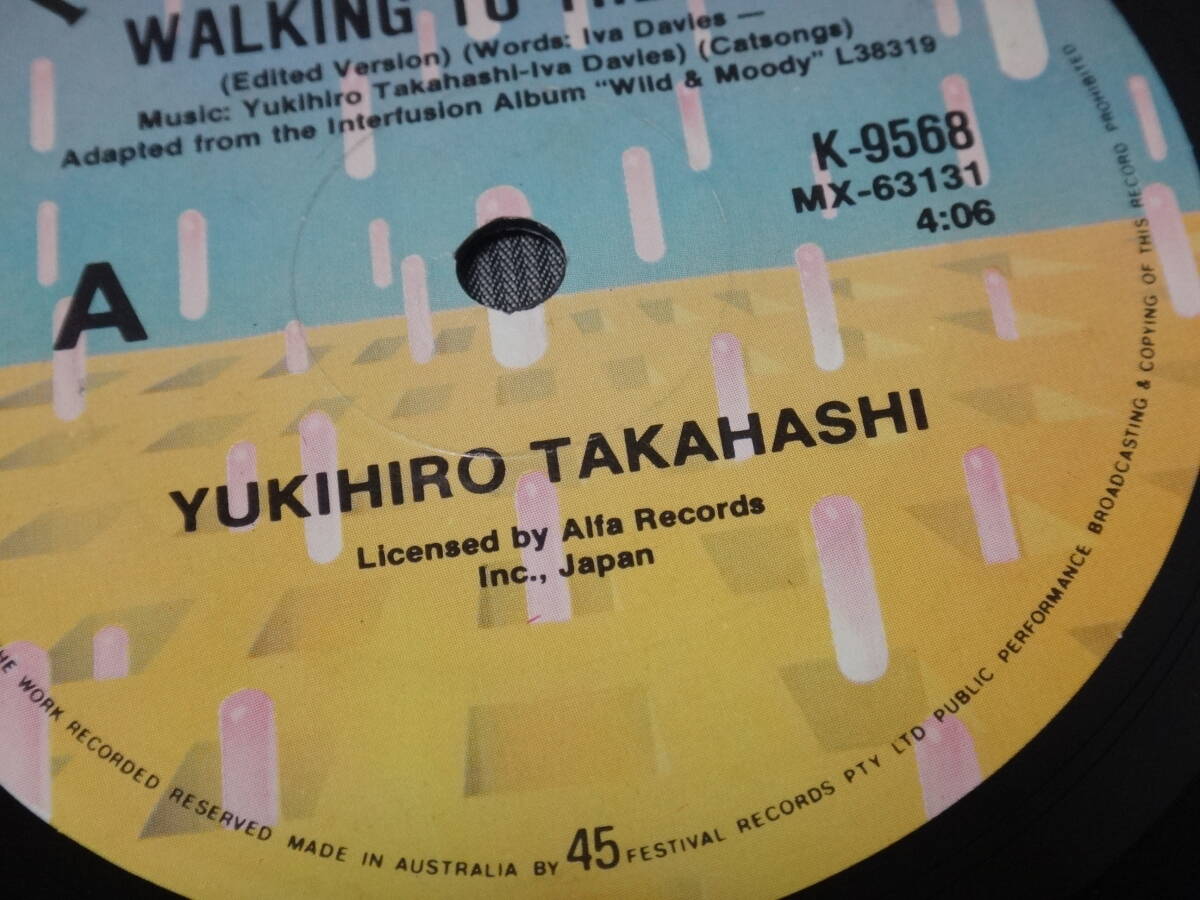 WALKING TO THE
(Edited Version) (Words: Iva Davies —
Music: Yukihiro Takahashi-Iva Davies) (Catsongs)
Adapted from the Interfusion Album "Wild & Moody" L38319
K-9568
MX-63131
4:06
A
YUKIHIRO TAKAHASHI
Licensed by Alfa Records
Inc., Japan
THE WORK RECORDED RESERVED MADE IN AUSTRALIA BY 45 FESTIVAL RECORDS PTY LTD PUBLIC PERFORMANCE BROADCASTING & COPYING OF THIS RECORD PROHIBITED